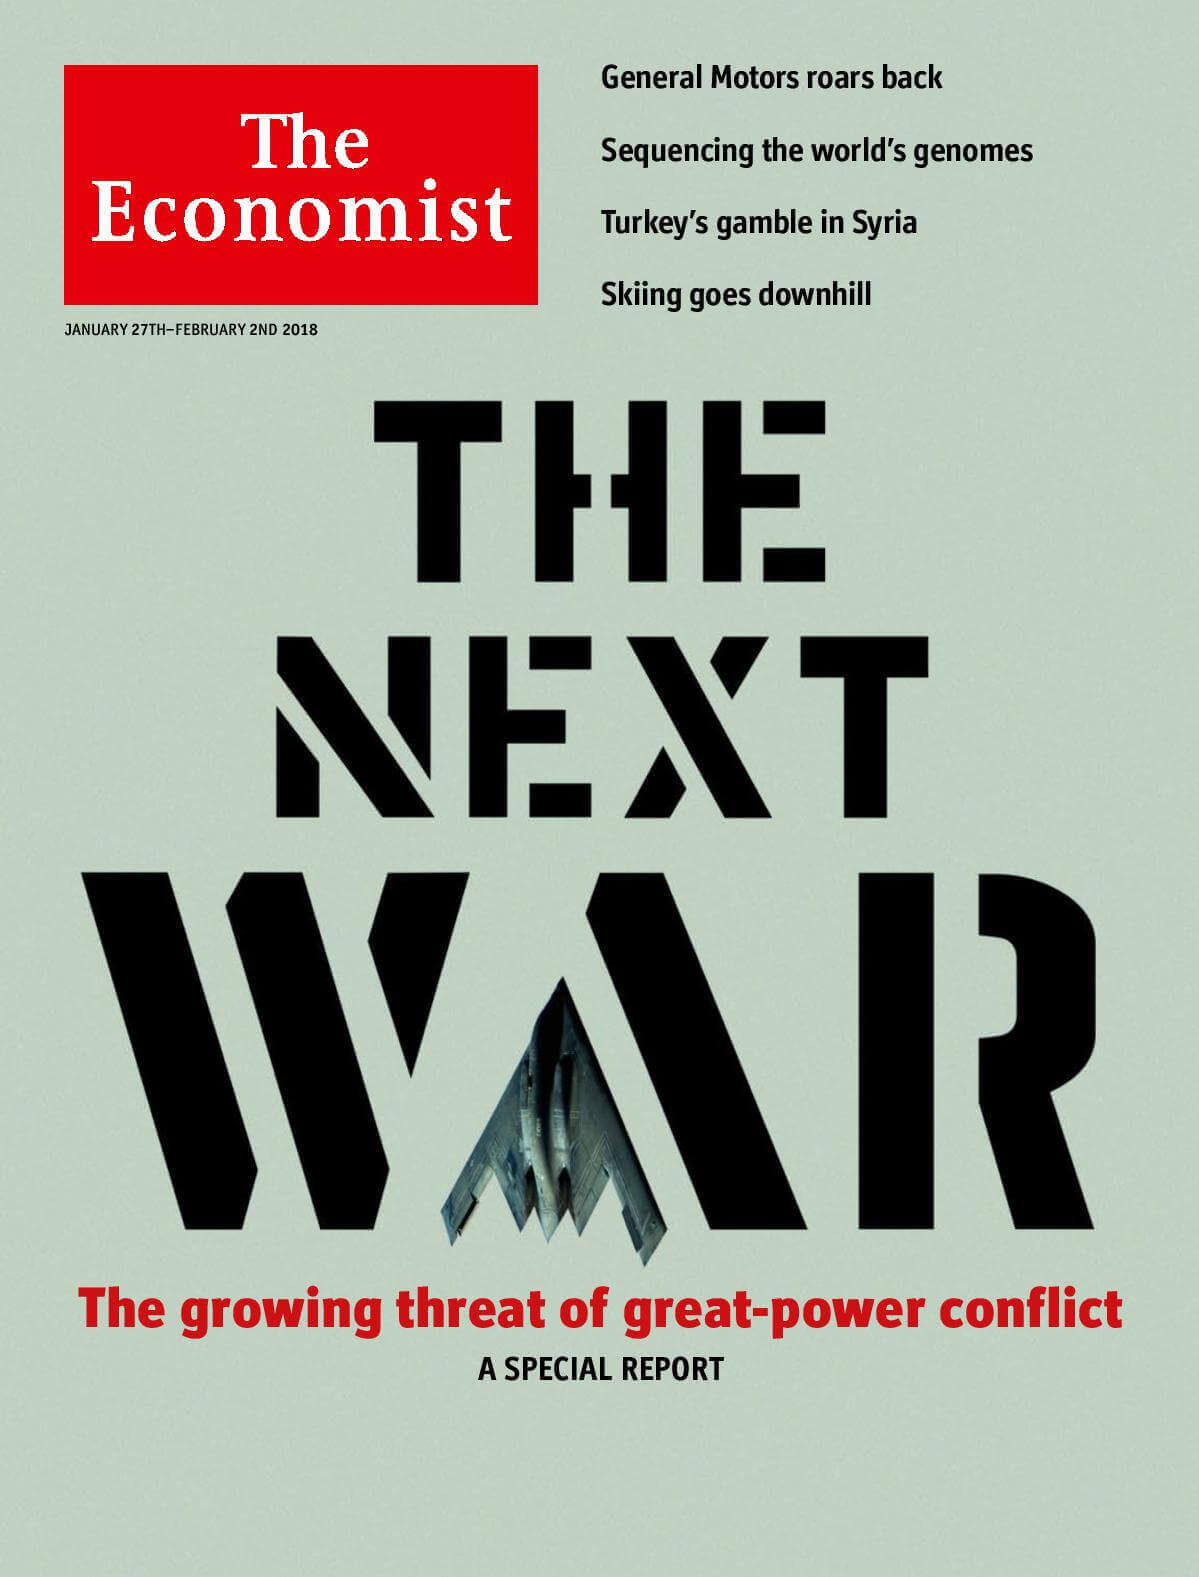 The
Economist
JANUARY 27TH–FEBRUARY 2ND 2018
General Motors roars back
Sequencing the world's genomes
Turkey's gamble in Syria
Skiing goes downhill
THE
NEXT
WAR
The growing threat of great-power conflict
A SPECIAL REPORT